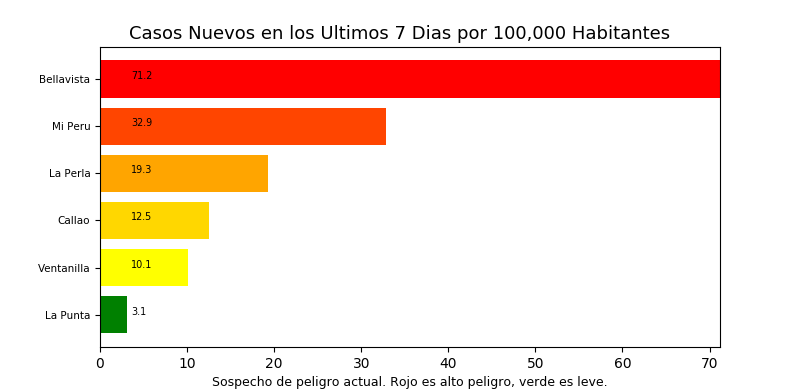 Casos Nuevos en los Ultimos 7 Dias por 100,000 Habitantes
Bellavista 71.2
Mi Peru 32.9
La Perla 19.3
Callao 12.5
Ventanilla 10.1
La Punta 3.1
0 10 20 30 40 50 60 70
Sospecho de peligro actual. Rojo es alto peligro, verde es leve.